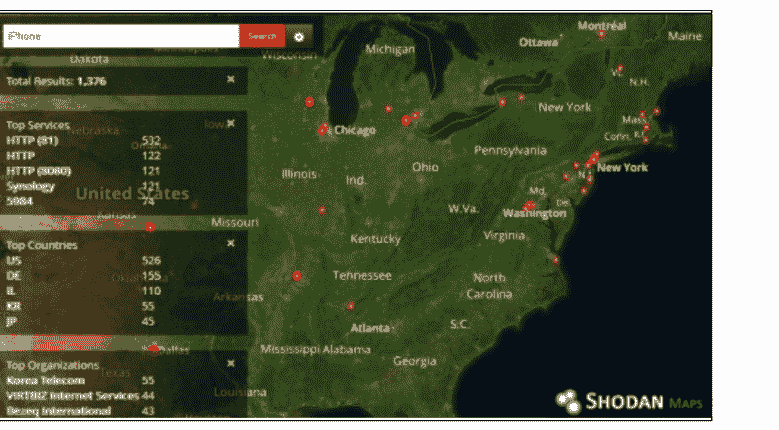 iPhone
Search
Total Results: 1,376
Top Services
HTTP (81) 532
HTTP 122
HTTP (8080) 121
Synology 121
5984 74
Top Countries
US 526
DE 155
IL 110
KR 55
JP 45
Top Organizations
Korea Telecom 55
VIRTBIZ Internet Services 44
Bezeq International 43
Dakota
Wisconsin
Michigan
Ottawa
Montréal
Maine
Vt.
N.H.
Nebraska
Iowa
Chicago
New York
Mass.
Conn.
R.I.
United States
Illinois
Ind.
Ohio
Pennsylvania
New York
N.
Md.
De
Kansas
Missouri
W.Va.
Washington
Kentucky
Virginia
Arkansas
Tennessee
North
Carolina
Atlanta
S.C.
Dallas
Mississippi
Alabama
Georgia
Texas
Louisiana
SHODAN MAPS